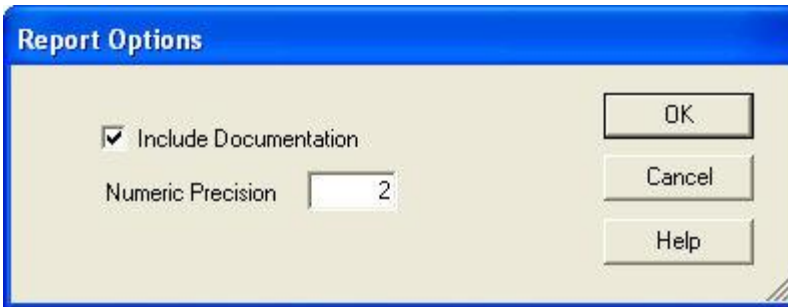 Report Options
Include Documentation
Numeric Precision 2
OK
Cancel
Help